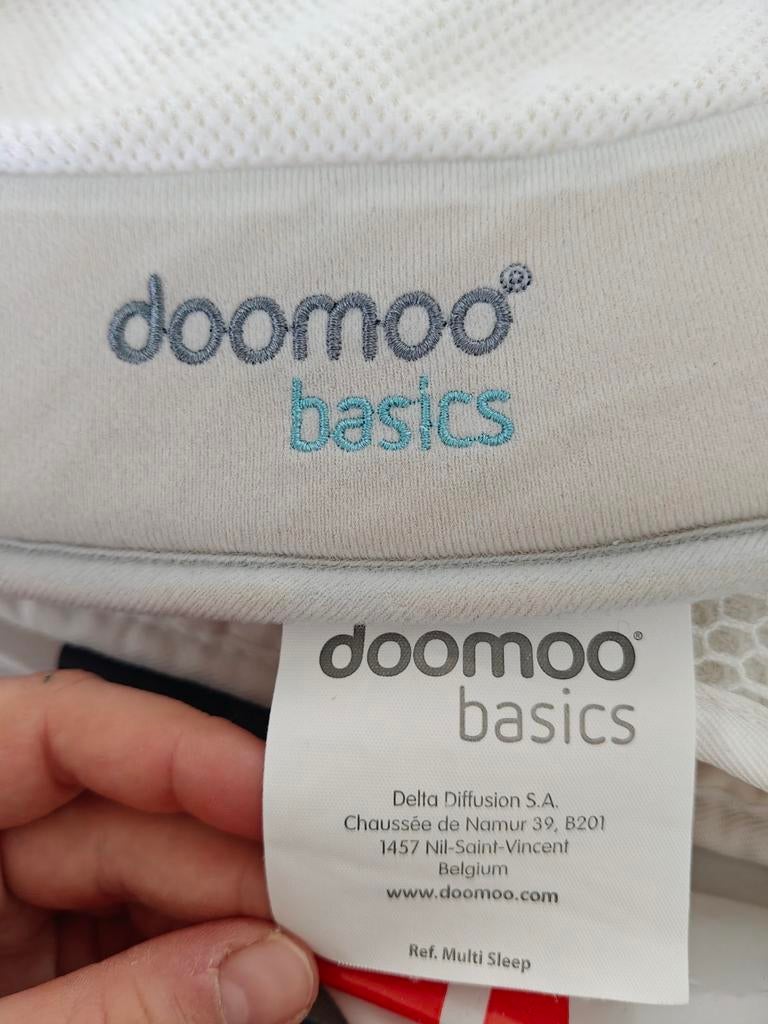 doomoo®
basics
doomoo®
basics
Delta Diffusion S.A.
Chaussée de Namur 39, B201
1457 Nil-Saint-Vincent
Belgium
www.doomoo.com
Ref. Multi Sleep